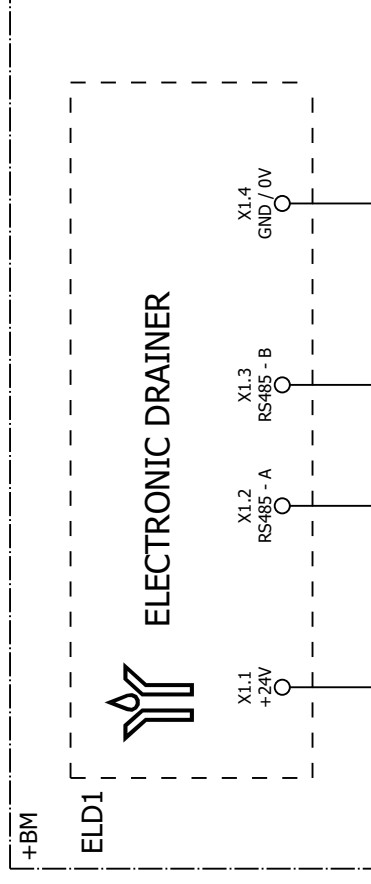 +BM
ELD1
ELECTRONIC DRAINER
X1.1
+24V
X1.2
RS485 - A
X1.3
RS485 - B
X1.4
GND / 0V